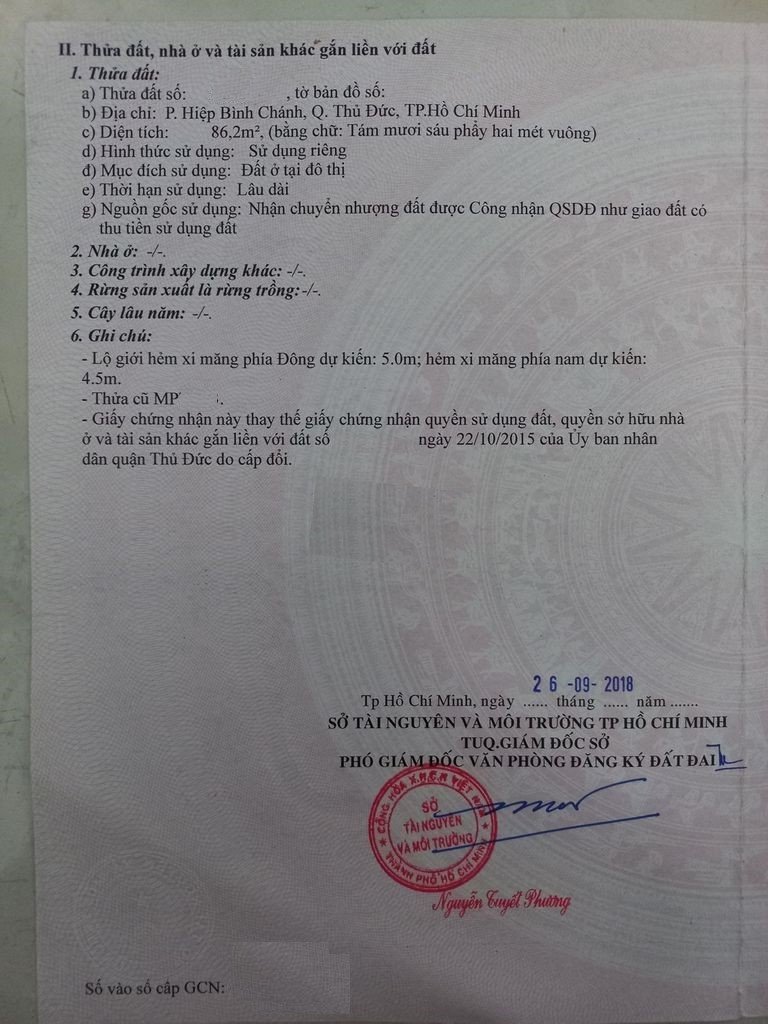 II. Thửa đất, nhà ở và tài sản khác gắn liền với đất
1. Thửa đất:
a) Thửa đất số: , tờ bản đồ số:
b) Địa chỉ: P. Hiệp Bình Chánh, Q. Thủ Đức, TP.Hồ Chí Minh
c) Diện tích: 86,2m², (bằng chữ: Tám mươi sáu phẩy hai mét vuông)
d) Hình thức sử dụng: Sử dụng riêng
đ) Mục đích sử dụng: Đất ở tại đô thị
e) Thời hạn sử dụng: Lâu dài
g) Nguồn gốc sử dụng: Nhận chuyển nhượng đất được Công nhận QSDĐ như giao đất có
thu tiền sử dụng đất
2. Nhà ở: -/-.
3. Công trình xây dựng khác: -/-.
4. Rừng sản xuất là rừng trồng:-/-.
5. Cây lâu năm: -/-.
6. Ghi chú:
- Lộ giới hẻm xi măng phía Đông dự kiến: 5.0m; hẻm xi măng phía nam dự kiến:
4.5m.
- Thửa cũ MP .
- Giấy chứng nhận này thay thế giấy chứng nhận quyền sử dụng đất, quyền sở hữu nhà
ở và tài sản khác gắn liền với đất số ngày 22/10/2015 của Ủy ban nhân
dân quận Thủ Đức do cấp đổi.
26 -09- 2018
Tp Hồ Chí Minh, ngày ...... tháng ...... năm .......
SỞ TÀI NGUYÊN VÀ MÔI TRƯỜNG TP HỒ CHÍ MINH
TUQ.GIÁM ĐỐC SỞ
PHÓ GIÁM ĐỐC VĂN PHÒNG ĐĂNG KÝ ĐẤT ĐAI
CỘNG HÒA X.H.C.N VIỆT NAM
SỞ
TÀI NGUYÊN
VÀ MÔI TRƯỜNG
THÀNH PHỐ HỒ CHÍ MINH
Nguyễn Tuyết Phương
Số vào sổ cấp GCN: